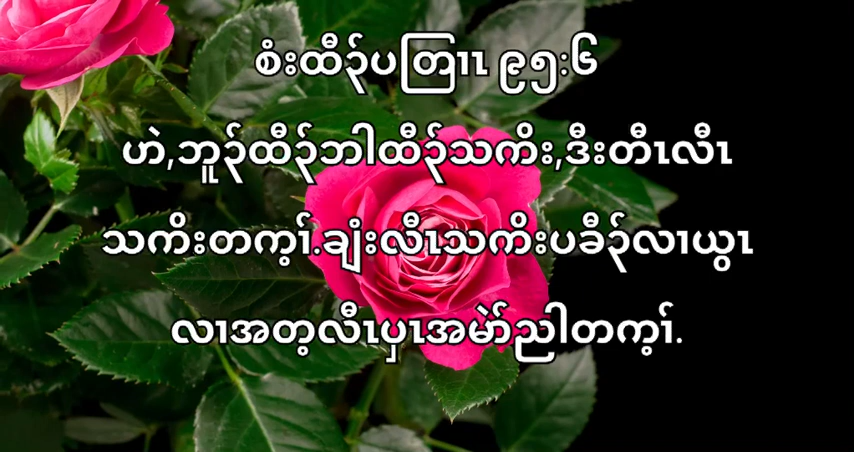 စံးထီၣ်ပတြၢၤ ၉၅:၆
ဟဲ,ဘူၣ်ထီၣ်ဘါထီၣ်သကိး,ဒီးတီၤလီၤ
သကိးတက့ၢ်.ချံးလီၤသကိးပခီၣ်လၢယွၤ
လၢအတ့လီၤပှၤအမဲာ်ညါတက့ၢ်.